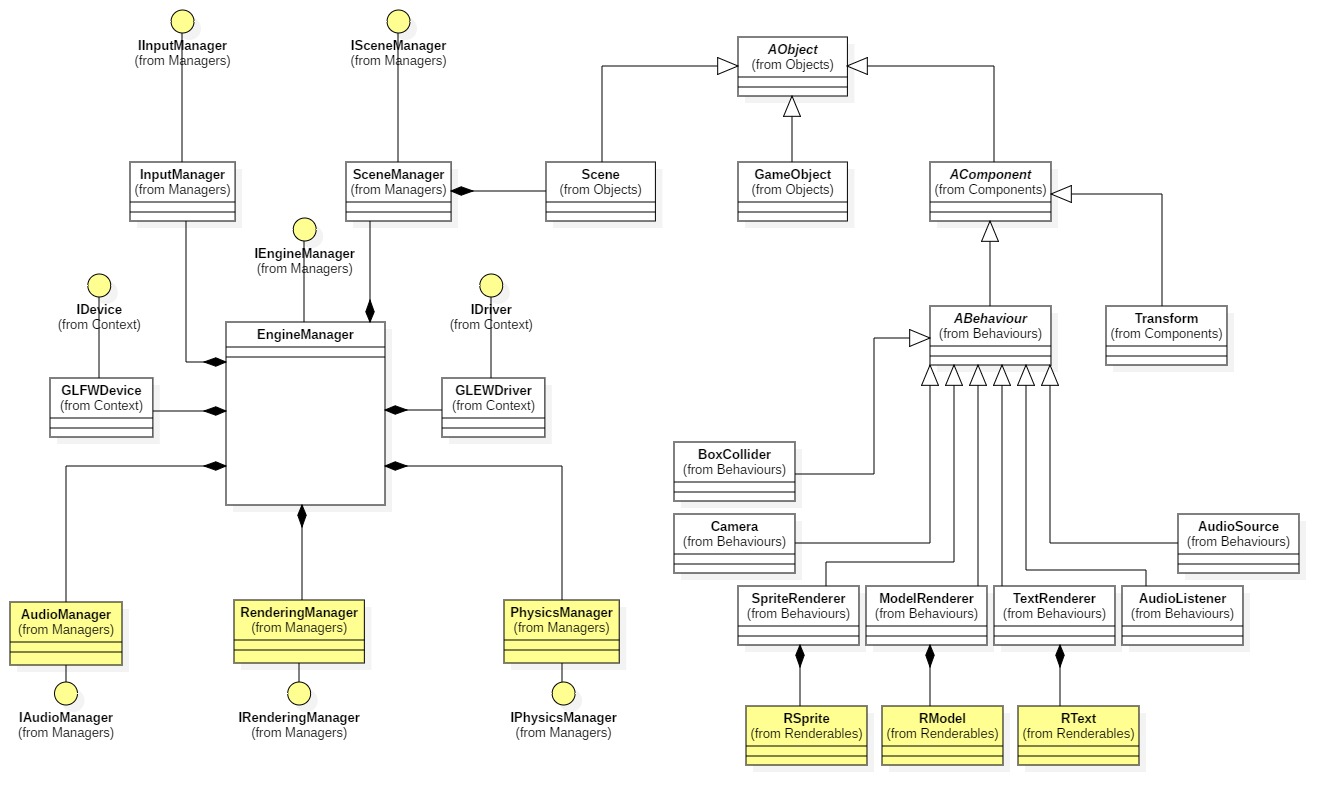 IInputManager
(from Managers)
ISceneManager
(from Managers)
AObject
(from Objects)
InputManager
(from Managers)
SceneManager
(from Managers)
Scene
(from Objects)
GameObject
(from Objects)
AComponent
(from Components)
IEngineManager
(from Managers)
IDevice
(from Context)
IDriver
(from Context)
EngineManager
ABehaviour
(from Behaviours)
Transform
(from Components)
GLFWDevice
(from Context)
GLEWDriver
(from Context)
BoxCollider
(from Behaviours)
Camera
(from Behaviours)
AudioSource
(from Behaviours)
SpriteRenderer
(from Behaviours)
ModelRenderer
(from Behaviours)
TextRenderer
(from Behaviours)
AudioListener
(from Behaviours)
AudioManager
(from Managers)
RenderingManager
(from Managers)
PhysicsManager
(from Managers)
IAudioManager
(from Managers)
IRenderingManager
(from Managers)
IPhysicsManager
(from Managers)
RSprite
(from Renderables)
RModel
(from Renderables)
RText
(from Renderables)